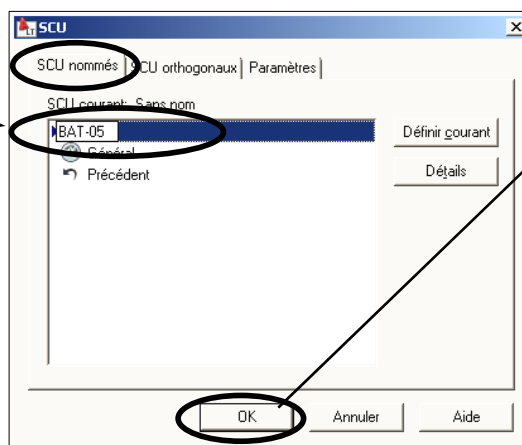 LT SCU
SCU nommés SCU orthogonaux Paramètres
SCU courant: Sans nom
BAT-05
Général
Précédent
Définir courant
Détails
OK Annuler Aide